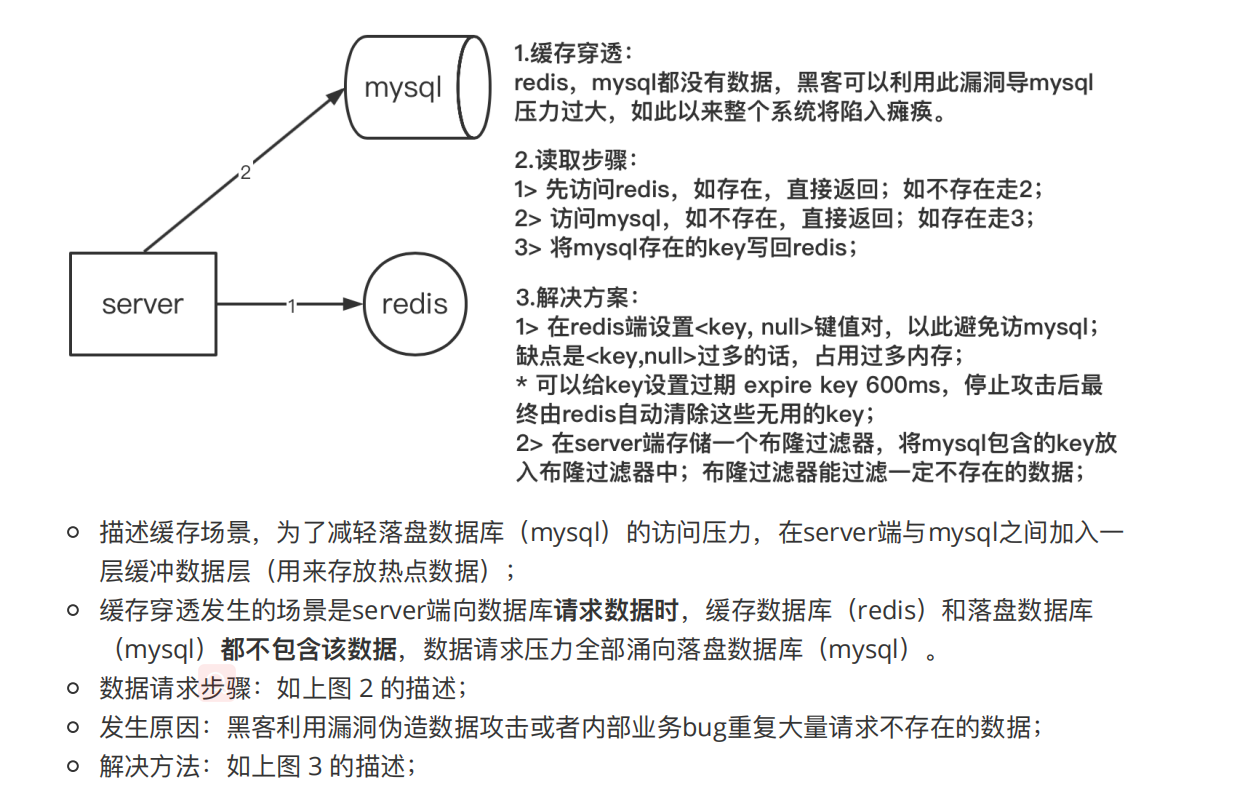 mysql
2
server
1
redis
1.缓存穿透：
redis，mysql都没有数据，黑客可以利用此漏洞导mysql
压力过大，如此以来整个系统将陷入瘫痪。
2.读取步骤：
1> 先访问redis，如存在，直接返回；如不存在走2；
2> 访问mysql，如不存在，直接返回；如存在走3；
3> 将mysql存在的key写回redis；
3.解决方案：
1> 在redis端设置<key, null>键值对，以此避免访mysql；
缺点是<key,null>过多的话，占用过多内存；
* 可以给key设置过期 expire key 600ms，停止攻击后最
终由redis自动清除这些无用的key；
2> 在server端存储一个布隆过滤器，将mysql包含的key放
入布隆过滤器中；布隆过滤器能过滤一定不存在的数据；
描述缓存场景，为了减轻落盘数据库（mysql）的访问压力，在server端与mysql之间加入一
层缓冲数据层（用来存放热点数据）；
缓存穿透发生的场景是server端向数据库请求数据时，缓存数据库（redis）和落盘数据库
（mysql）都不包含该数据，数据请求压力全部涌向落盘数据库（mysql）。
数据请求步骤：如上图 2 的描述；
发生原因：黑客利用漏洞伪造数据攻击或者内部业务bug重复大量请求不存在的数据；
解决方法：如上图 3 的描述；